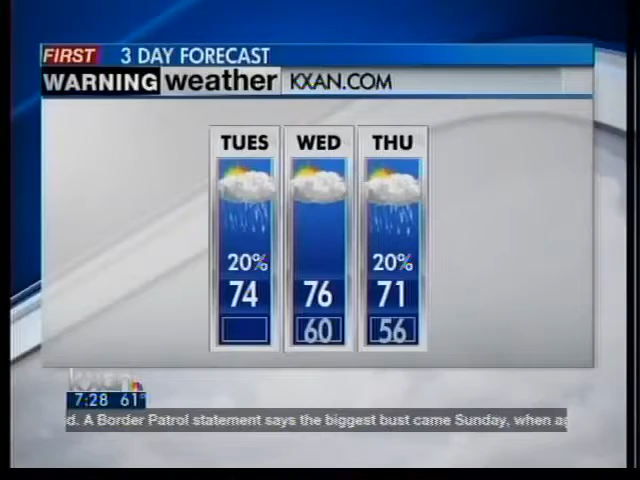 FIRST 3 DAY FORECAST
WARNING weather KXAN.COM
TUES WED THU
20% 20%
74 76 71
60 56
kxan
7:28 61°
d. A Border Patrol statement says the biggest bust came Sunday, when